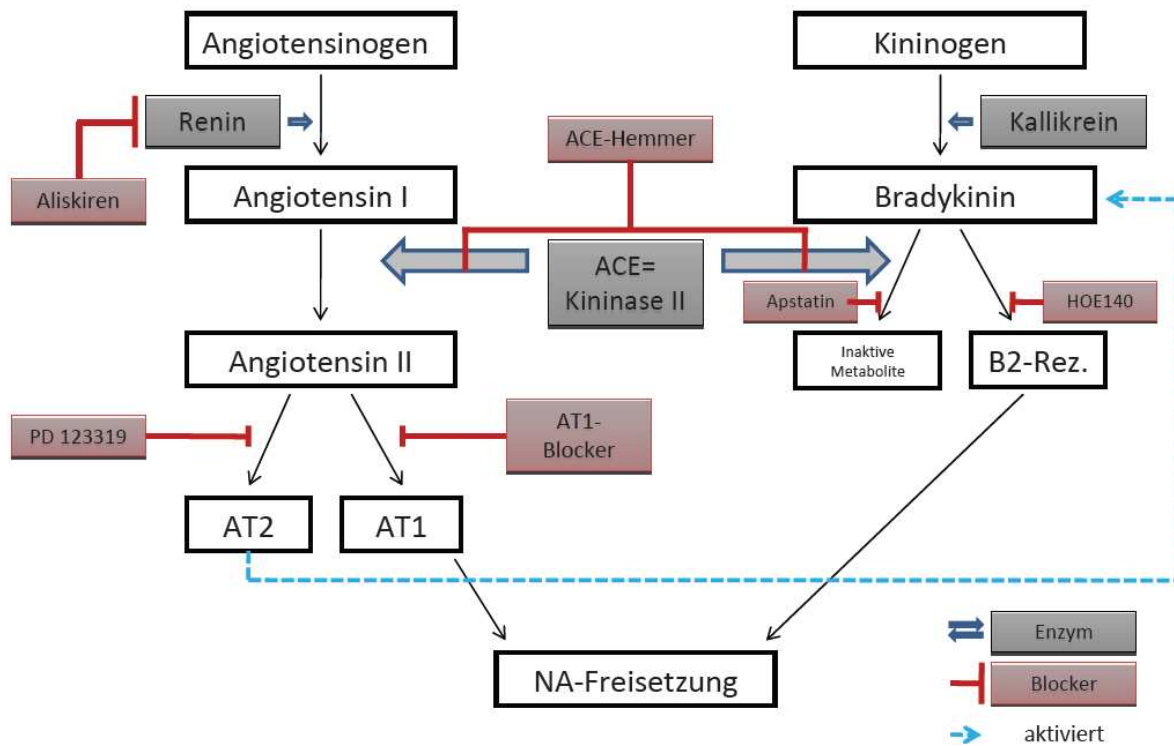 Angiotensinogen
Kininogen
Renin
Kallikrein
ACE-Hemmer
Aliskiren
Angiotensin I
Bradykinin
ACE=
Kininase II
Apstatin
HOE140
Angiotensin II
Inaktive
Metabolite
B2-Rez.
PD 123319
AT1-
Blocker
AT2
AT1
NA-Freisetzung
Enzym
Blocker
aktiviert